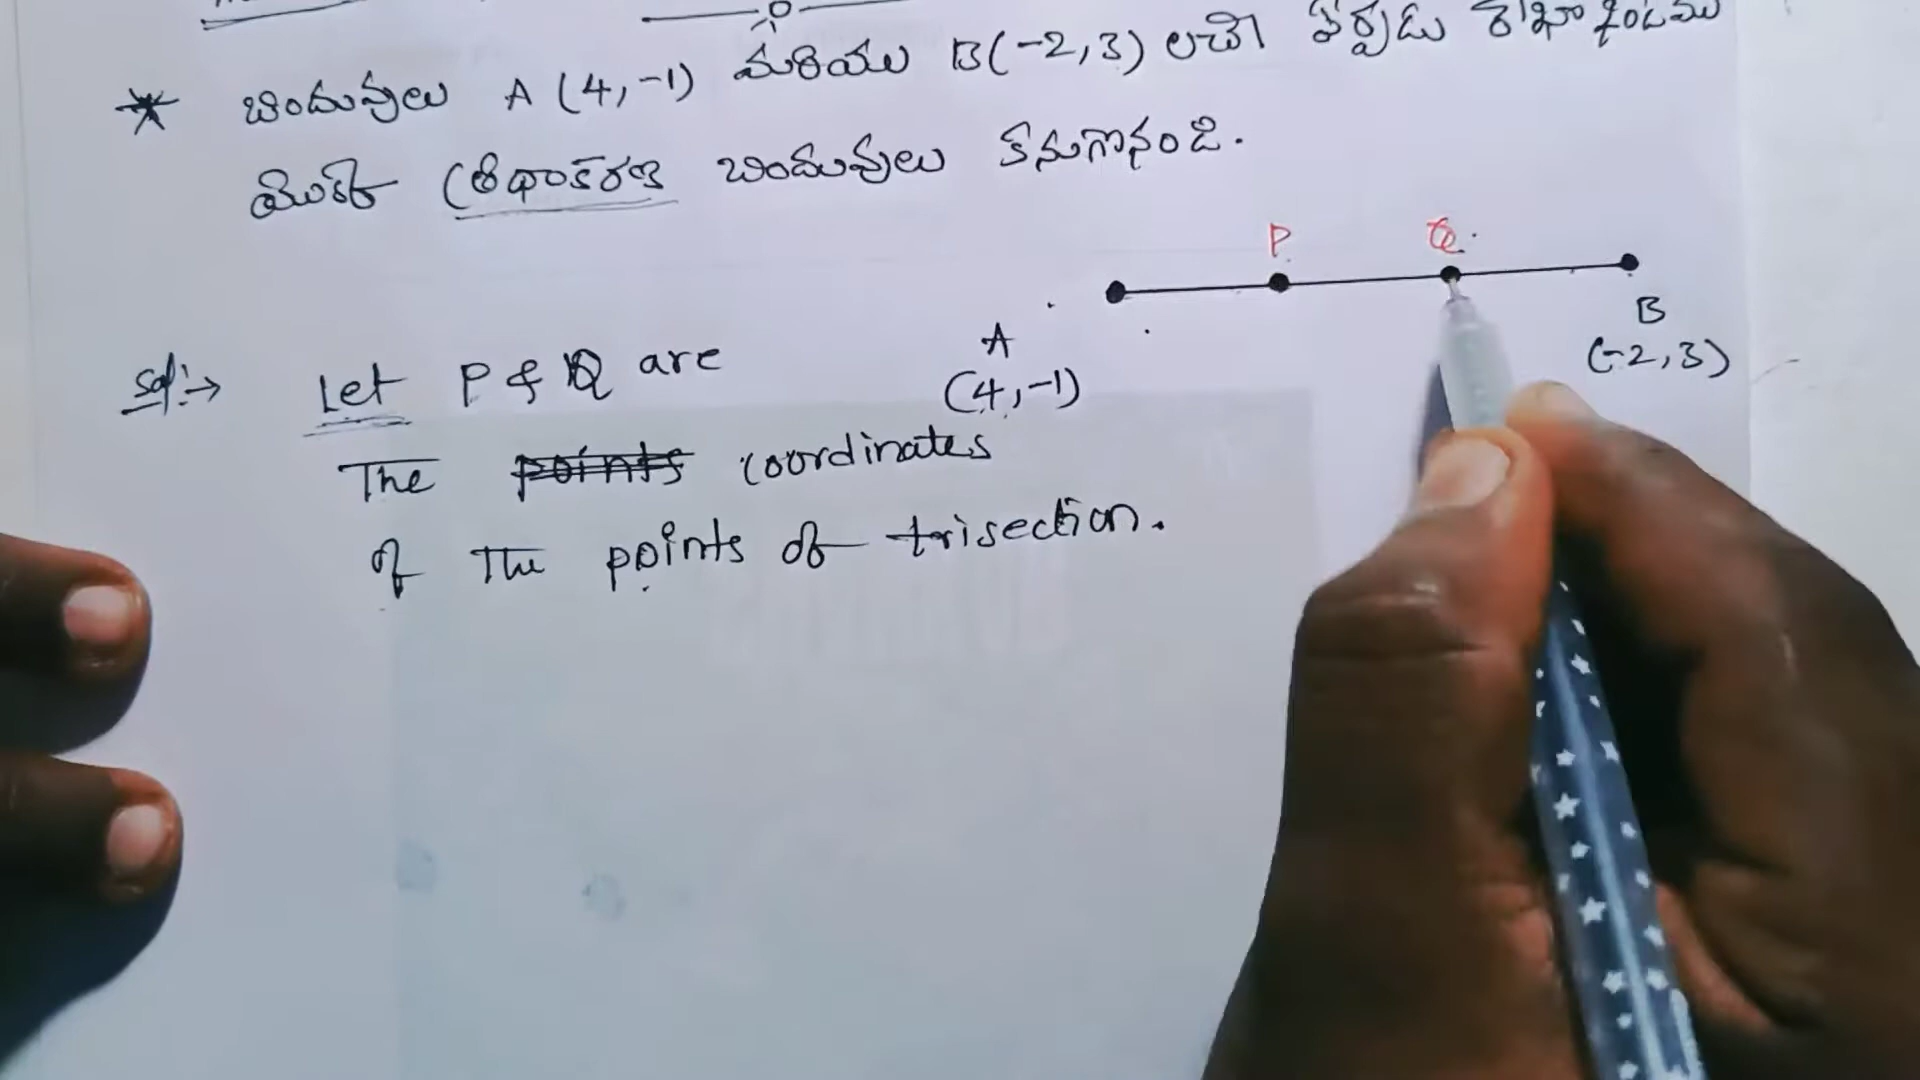 * బిందువులు A (4, -1) మరియు B(-2, 3) లచే ఏర్పడు రేఖాఖండము
యొక్క త్రిథాకరణ బిందువులు కనుగొనండి.
P Q
A
(4, -1)
B
(-2, 3)
Sol:→ Let P & Q are
The points coordinates
of The points of trisection.